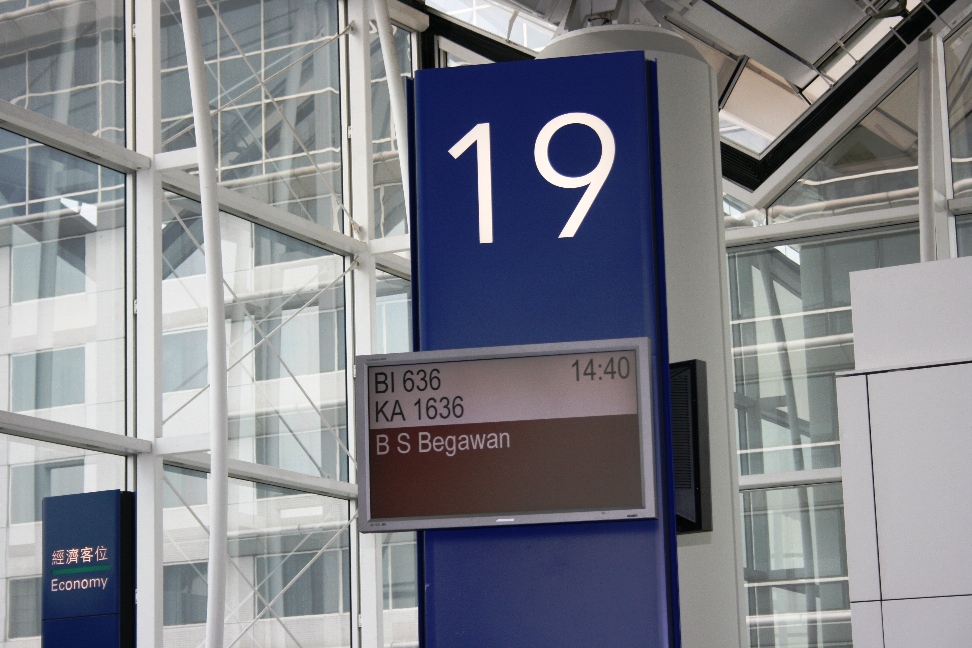 19
BI 636 14:40
KA 1636
B S Begawan
經濟客位
Economy